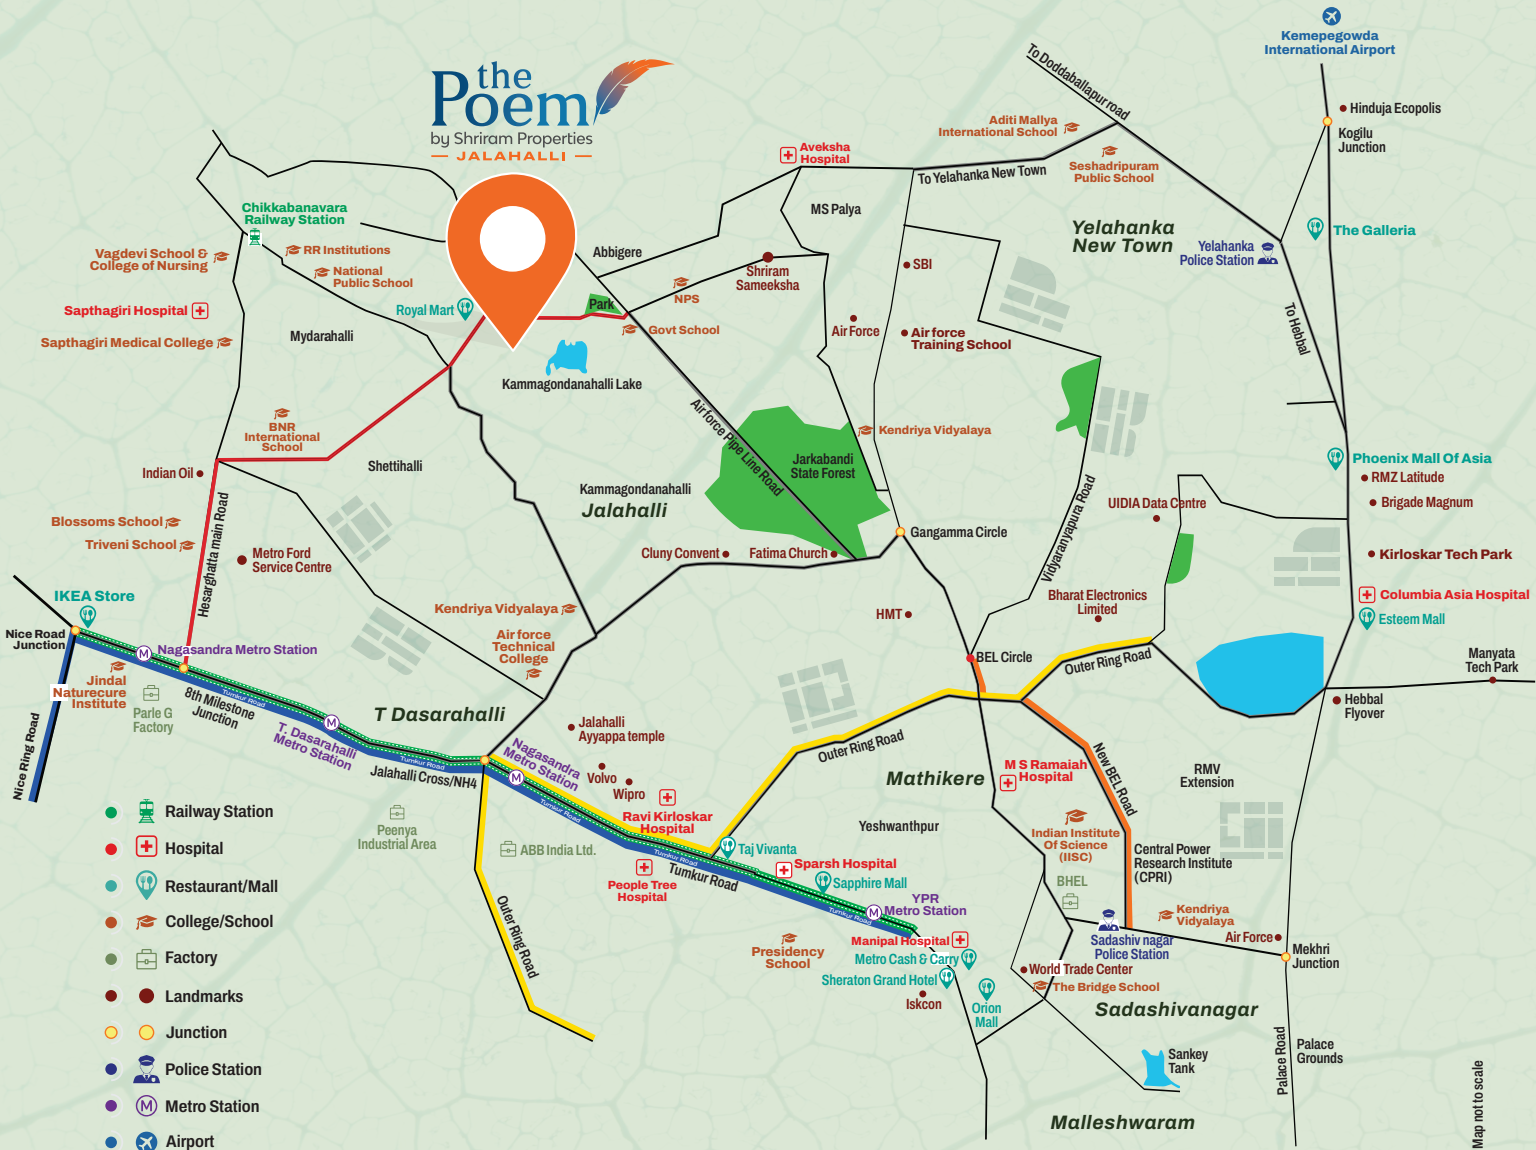 Kemepegowda
International Airport
the
Poem
by Shriram Properties
JALAHALLI
To Doddaballapur road
Hinduja Ecopolis
Kogilu
Junction
Aditi Mallya
International School
Seshadripuram
Public School
Aveksha
Hospital
To Yelahanka New Town
MS Palya
Yelahanka
New Town
Yelahanka
Police Station
The Galleria
Chikkabanavara
Railway Station
RR Institutions
Vagdevi School &
College of Nursing
National
Public School
Abbigere
Shriram
Sameeksha
SBI
NPS
Park
Royal Mart
Sapthagiri Hospital
Govt School
Air Force
Air force
Training School
To Hebbal
Mydarahalli
Sapthagiri Medical College
Kammagondanahalli Lake
BNR
International
School
Airforce Pipe Line Road
Kendriya Vidyalaya
Jarkabandi
State Forest
Shettihalli
Indian Oil
Phoenix Mall Of Asia
RMZ Latitude
Brigade Magnum
Kammagondanahalli
Jalahalli
UIDIA Data Centre
Hesarghatta main Road
Blossoms School
Triveni School
Gangamma Circle
Vidyaranyapura Road
Metro Ford
Service Centre
Cluny Convent
Fatima Church
Kirloskar Tech Park
IKEA Store
Kendriya Vidyalaya
HMT
Bharat Electronics
Limited
Columbia Asia Hospital
Esteem Mall
Nice Road
Junction
Nagasandra Metro Station
Air force
Technical
College
BEL Circle
Outer Ring Road
Manyata
Tech Park
Jindal
Naturecure
Institute
Parle G
Factory
8th Milestone
Junction
Tumkur Road
T Dasarahalli
T. Dasarahalli
Metro Station
Hebbal
Flyover
Nice Ring Road
Jalahalli
Ayyappa temple
Nagasandra
Metro Station
Outer Ring Road
Tumkur Road
Jalahalli Cross/NH4
Volvo
Wipro
Mathikere
M S Ramaiah
Hospital
New BEL Road
RMV
Extension
Tumkur Road
Ravi Kirloskar
Hospital
Yeshwanthpur
Indian Institute
Of Science
(IISC)
Central Power
Research Institute
(CPRI)
Peenya
Industrial Area
ABB India Ltd.
Taj Vivanta
Tumkur Road
Tumkur Road
Sparsh Hospital
Sapphire Mall
People Tree
Hospital
BHEL
YPR
Metro Station
Tumkur Road
Kendriya
Vidyalaya
Outer Ring Road
Presidency
School
Manipal Hospital
Metro Cash & Carry
Sheraton Grand Hotel
Iskcon
Orion
Mall
Sadashiv nagar
Police Station
Air Force
Mekhri
Junction
World Trade Center
The Bridge School
Sadashivanagar
Sankey
Tank
Palace Road
Palace
Grounds
Malleshwaram
Map not to scale
Railway Station
Hospital
Restaurant/Mall
College/School
Factory
Landmarks
Junction
Police Station
M
Metro Station
Airport
M
M
M
M